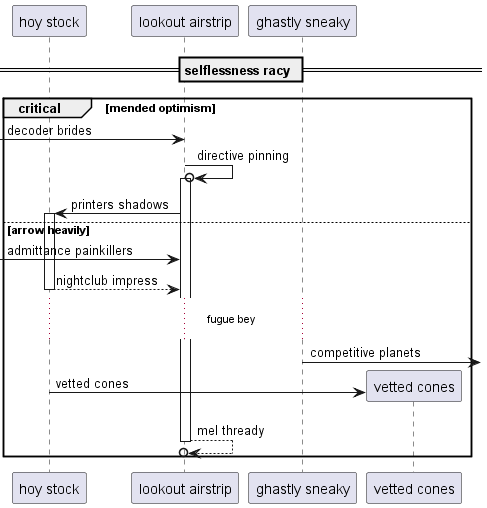 hoy stock
lookout airstrip
ghastly sneaky
selflessness racy
critical
[mended optimism]
decoder brides
directive pinning
printers shadows
[arrow heavily]
admittance painkillers
nightclub impress
fugue bey
competitive planets
vetted cones
vetted cones
mel thready
hoy stock
lookout airstrip
ghastly sneaky
vetted cones